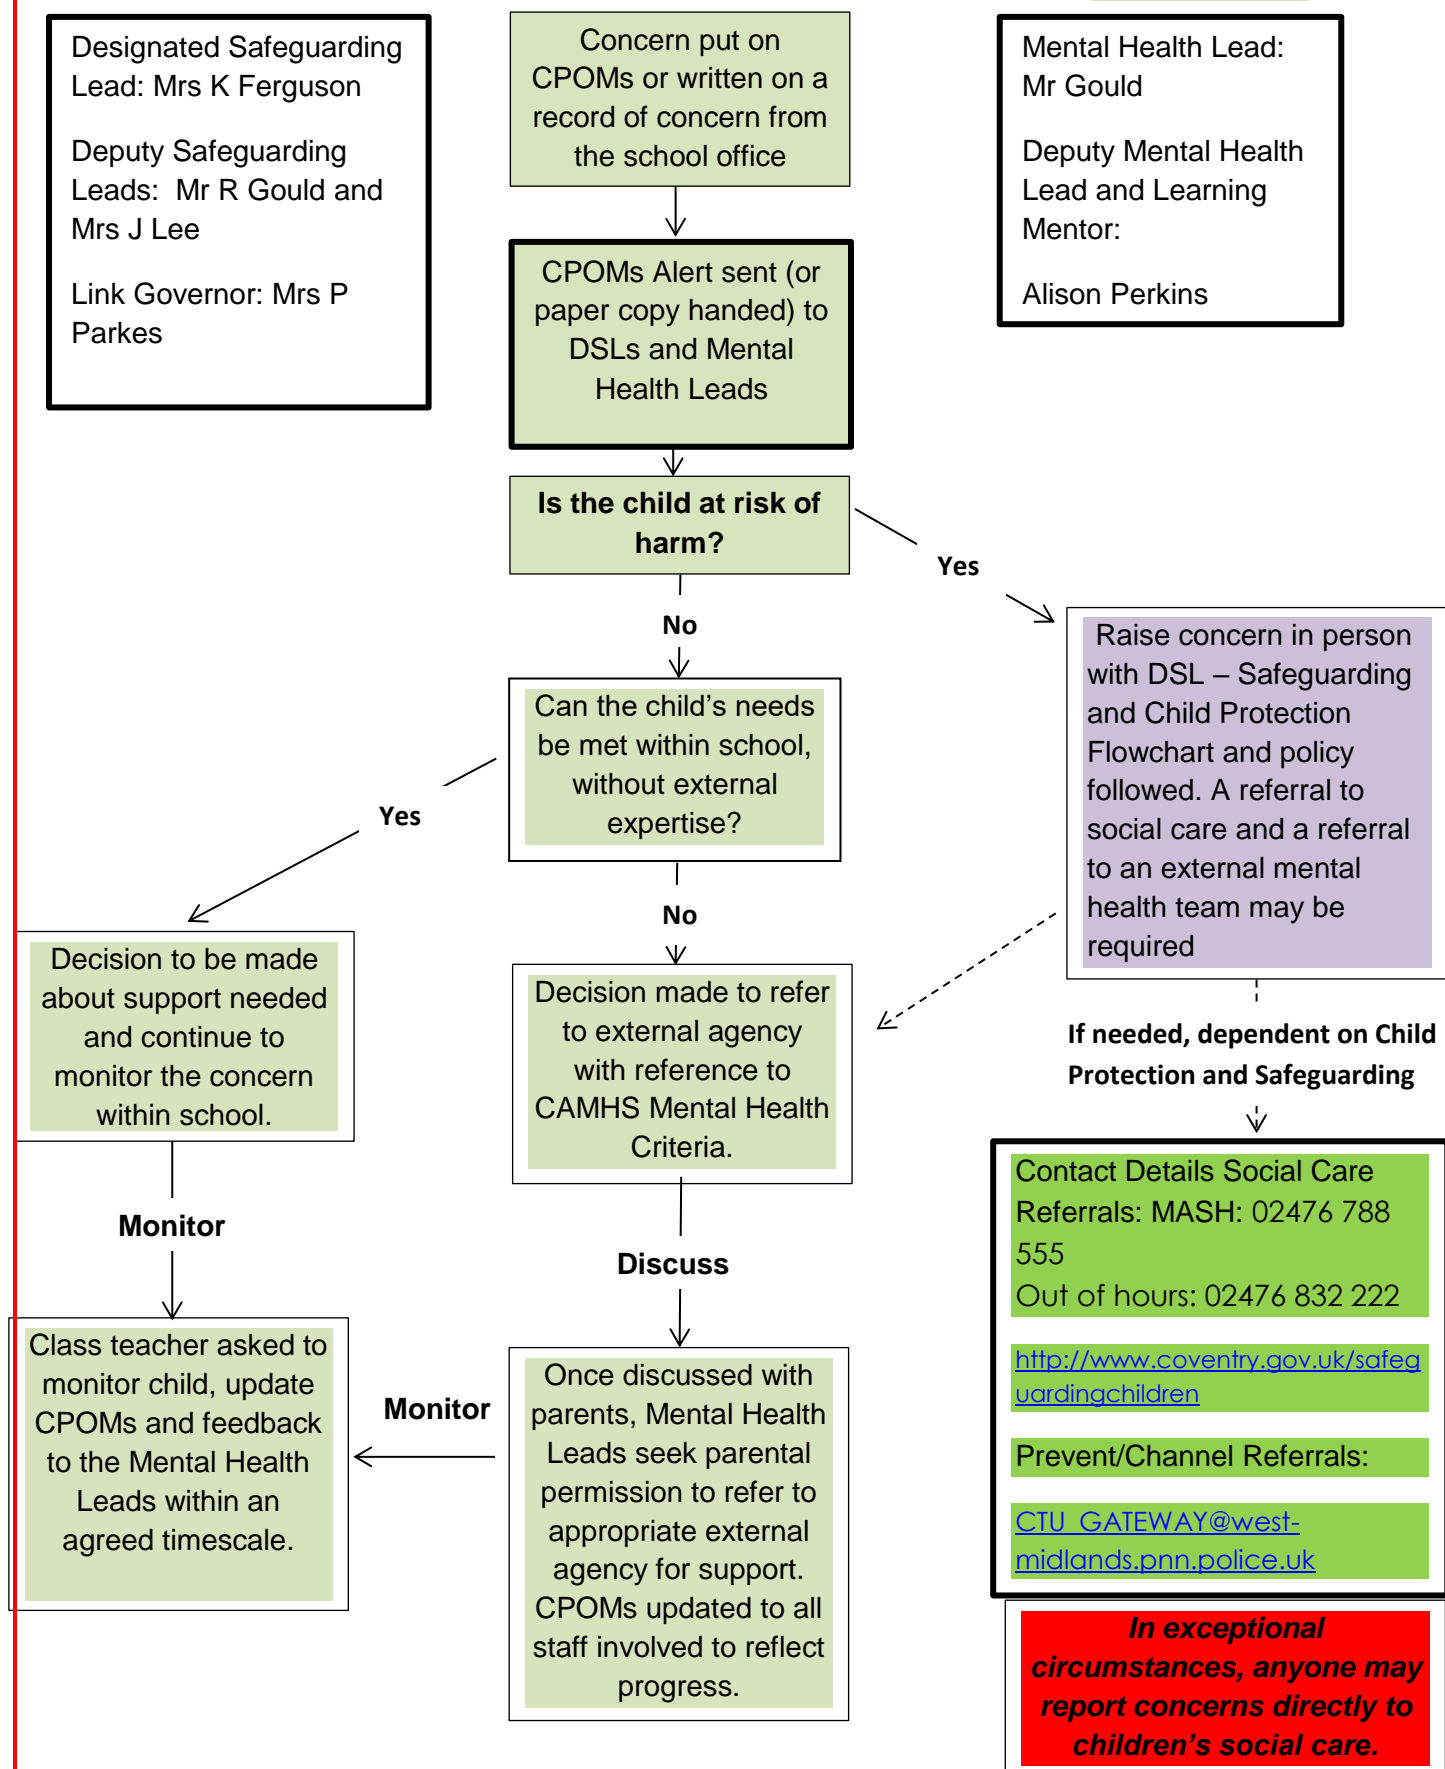 Designated Safeguarding
Lead: Mrs K Ferguson
Deputy Safeguarding
Leads:  Mr R Gould and
Mrs J Lee
Link Governor: Mrs P
Parkes
Concern put on
CPOMs or written on a
record of concern from
the school office
Mental Health Lead:
Mr Gould
Deputy Mental Health
Lead and Learning
Mentor:
Alison Perkins
CPOMs Alert sent (or
paper copy handed) to
DSLs and Mental
Health Leads
Is the child at risk of
harm?
Yes
No
Raise concern in person
with DSL – Safeguarding
and Child Protection
Flowchart and policy
followed. A referral to
social care and a referral
to an external mental
health team may be
required
Can the child's needs
be met within school,
without external
expertise?
Yes
No
Decision to be made
about support needed
and continue to
monitor the concern
within school.
Decision made to refer
to external agency
with reference to
CAMHS Mental Health
Criteria.
If needed, dependent on Child
Protection and Safeguarding
Monitor
Discuss
Contact Details Social Care
Referrals: MASH: 02476 788
555
Out of hours: 02476 832 222
http://www.coventry.gov.uk/safeg
uardingchildren
Prevent/Channel Referrals:
CTU_GATEWAY@west-
midlands.pnn.police.uk
Class teacher asked to
monitor child, update
CPOMs and feedback
to the Mental Health
Leads within an
agreed timescale.
Monitor
Once discussed with
parents, Mental Health
Leads seek parental
permission to refer to
appropriate external
agency for support.
CPOMs updated to all
staff involved to reflect
progress.
In exceptional
circumstances, anyone may
report concerns directly to
children's social care.